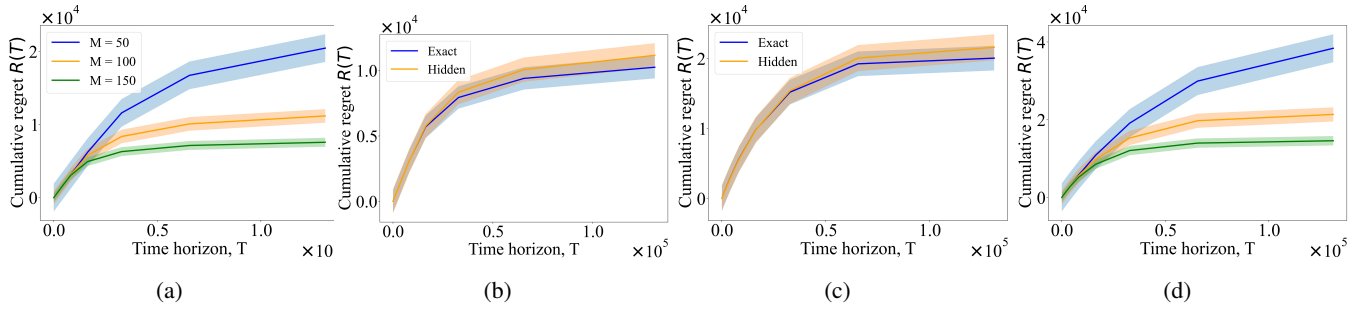 ×10⁴
Cumulative regret R(T)
2
1
0
M = 50
M = 100
M = 150
0.0 0.5 1.0
Time horizon, T
×10
(a)
×10⁴
Cumulative regret R(T)
1.0
0.5
0.0
Exact
Hidden
0.0 0.5 1.0
Time horizon, T
×10⁵
(b)
×10⁴
Cumulative regret R(T)
2
1
0
Exact
Hidden
0.0 0.5 1.0
Time horizon, T
×10⁵
(c)
×10⁴
Cumulative regret R(T)
4
2
0
0.0 0.5 1.0
Time horizon, T
×10⁵
(d)